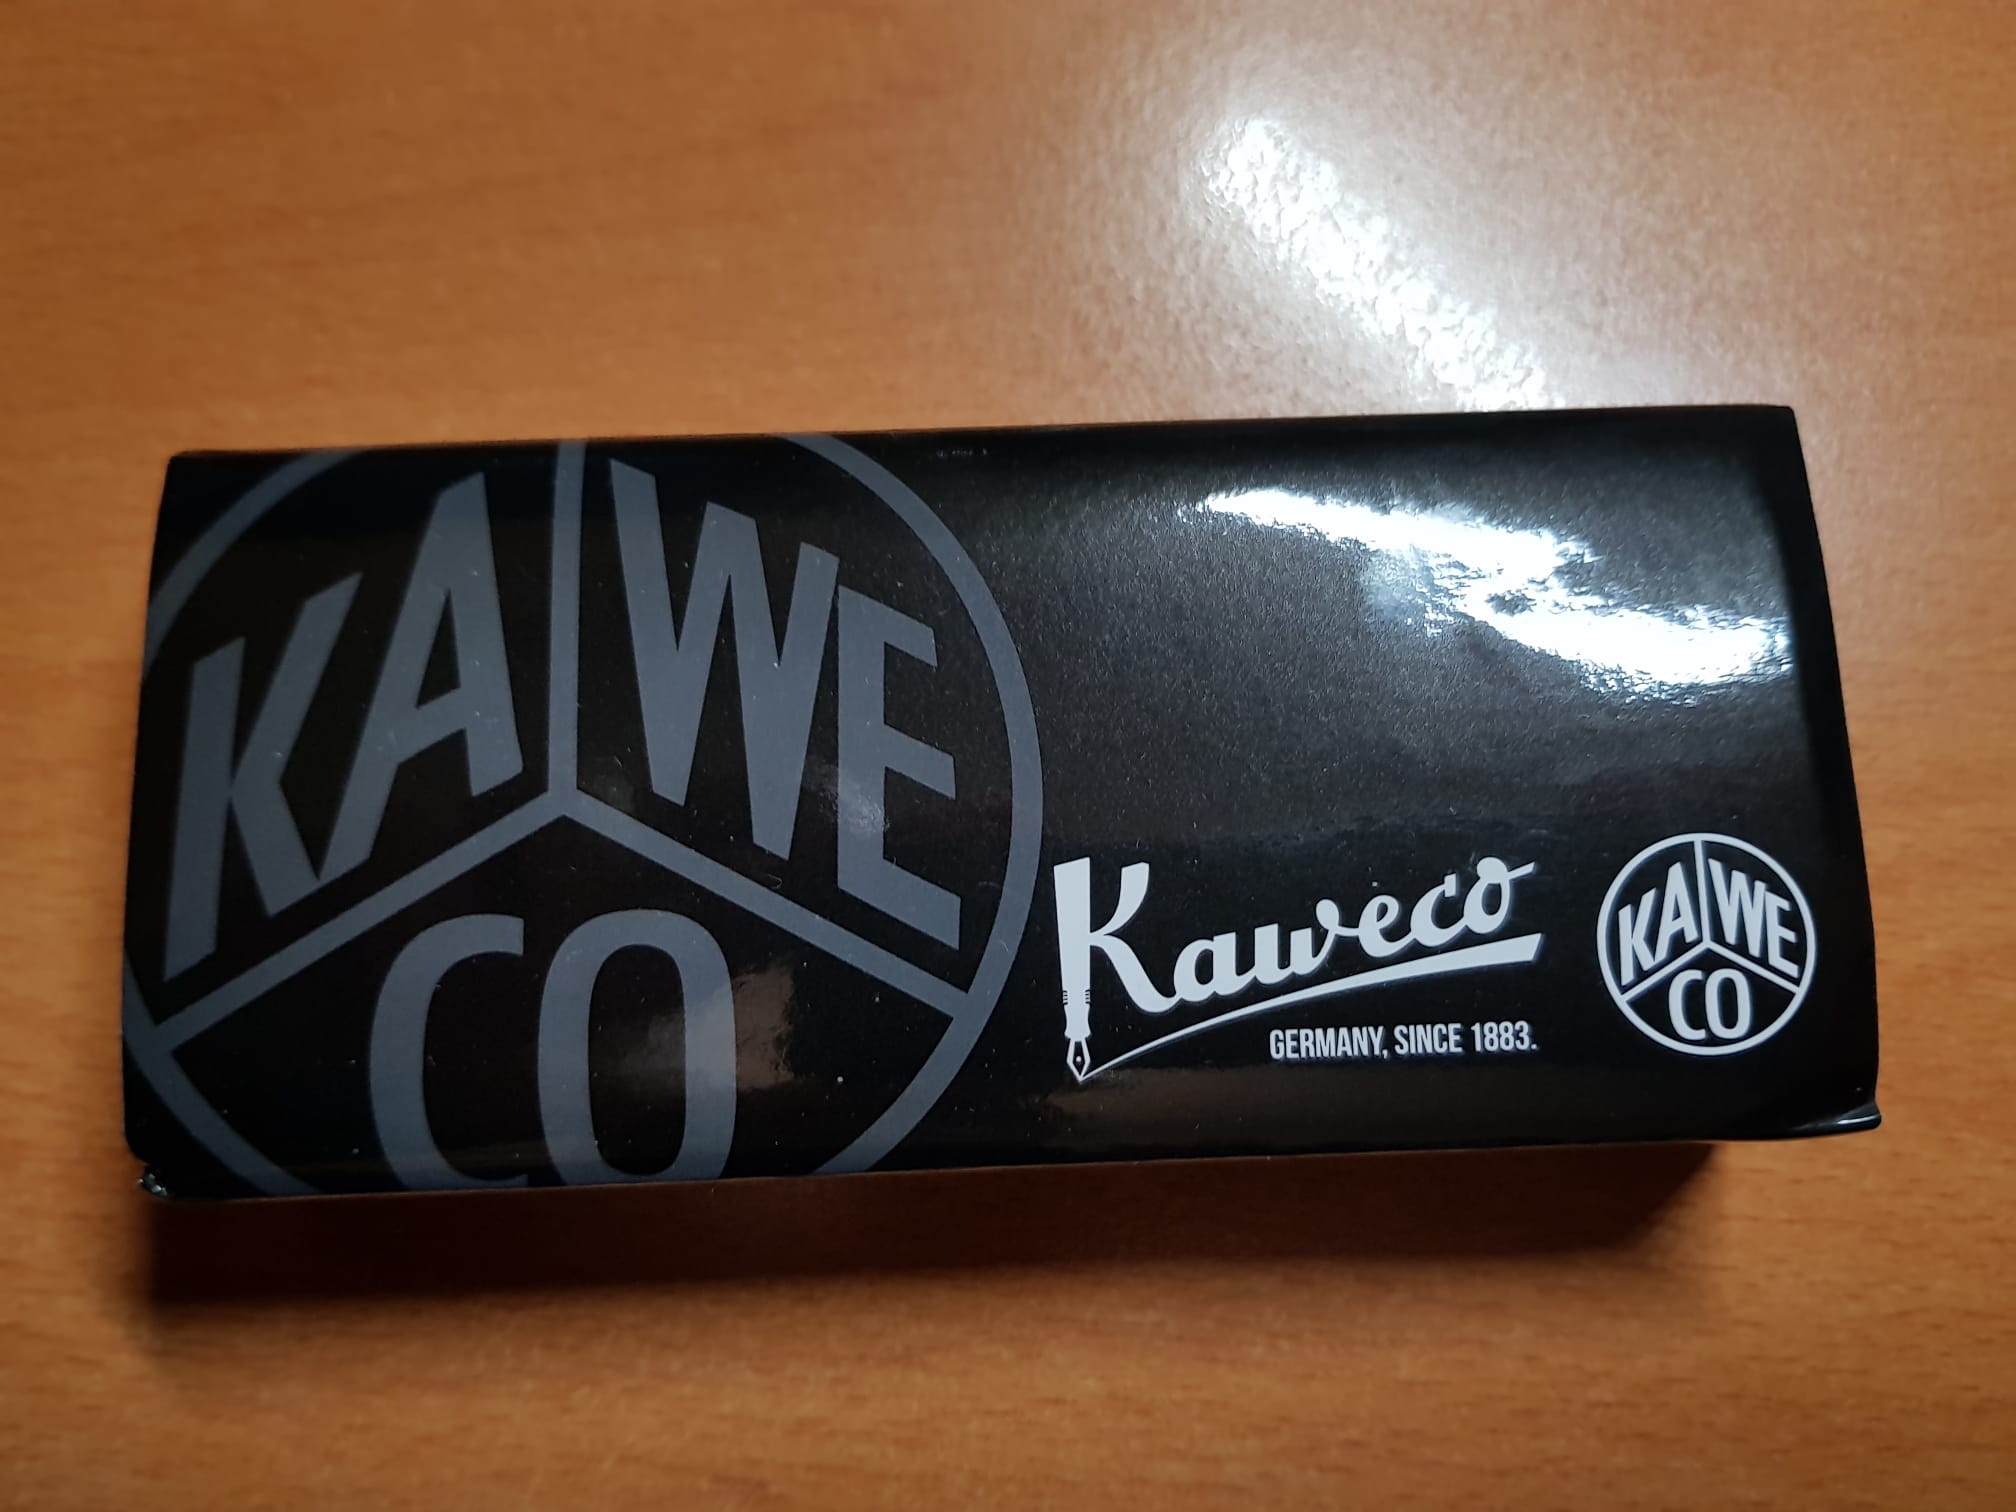 KA WE
CO
Kaweco
GERMANY, SINCE 1883.
KA WE
CO